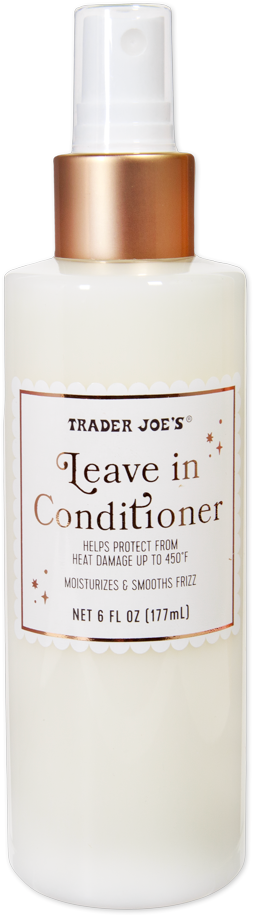 TRADER JOE'S®
Leave in
Conditioner
HELPS PROTECT FROM
HEAT DAMAGE UP TO 450°F
MOISTURIZES & SMOOTHS FRIZZ
NET 6 FL OZ (177mL)